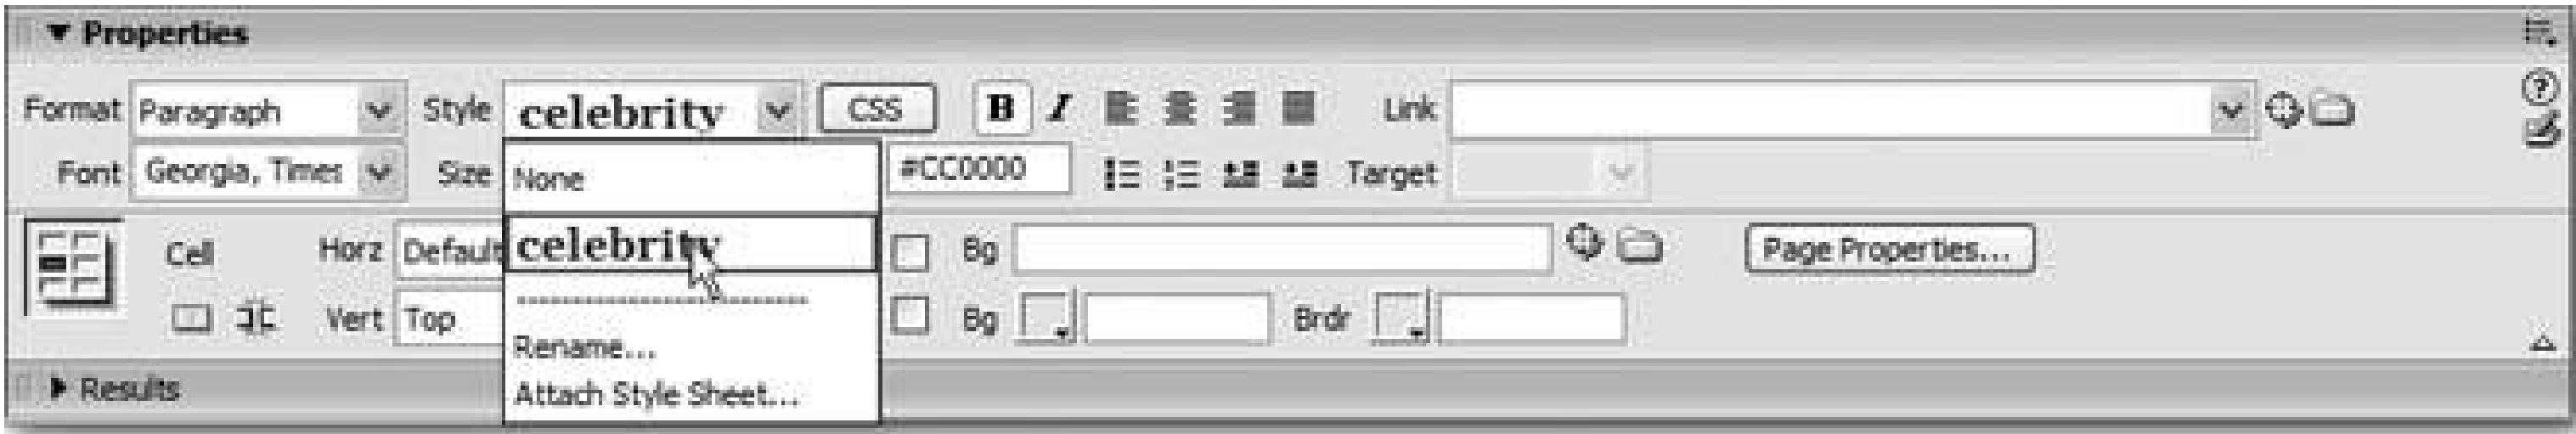 Properties
Format Paragraph Style celebrity CSS B I Link
Font Georgia, Times Size None #CC0000 Target
Cell Horz Default celebrity Bg Page Properties...
Vert Top Bg Brdr
Rename...
Results
Attach Style Sheet...